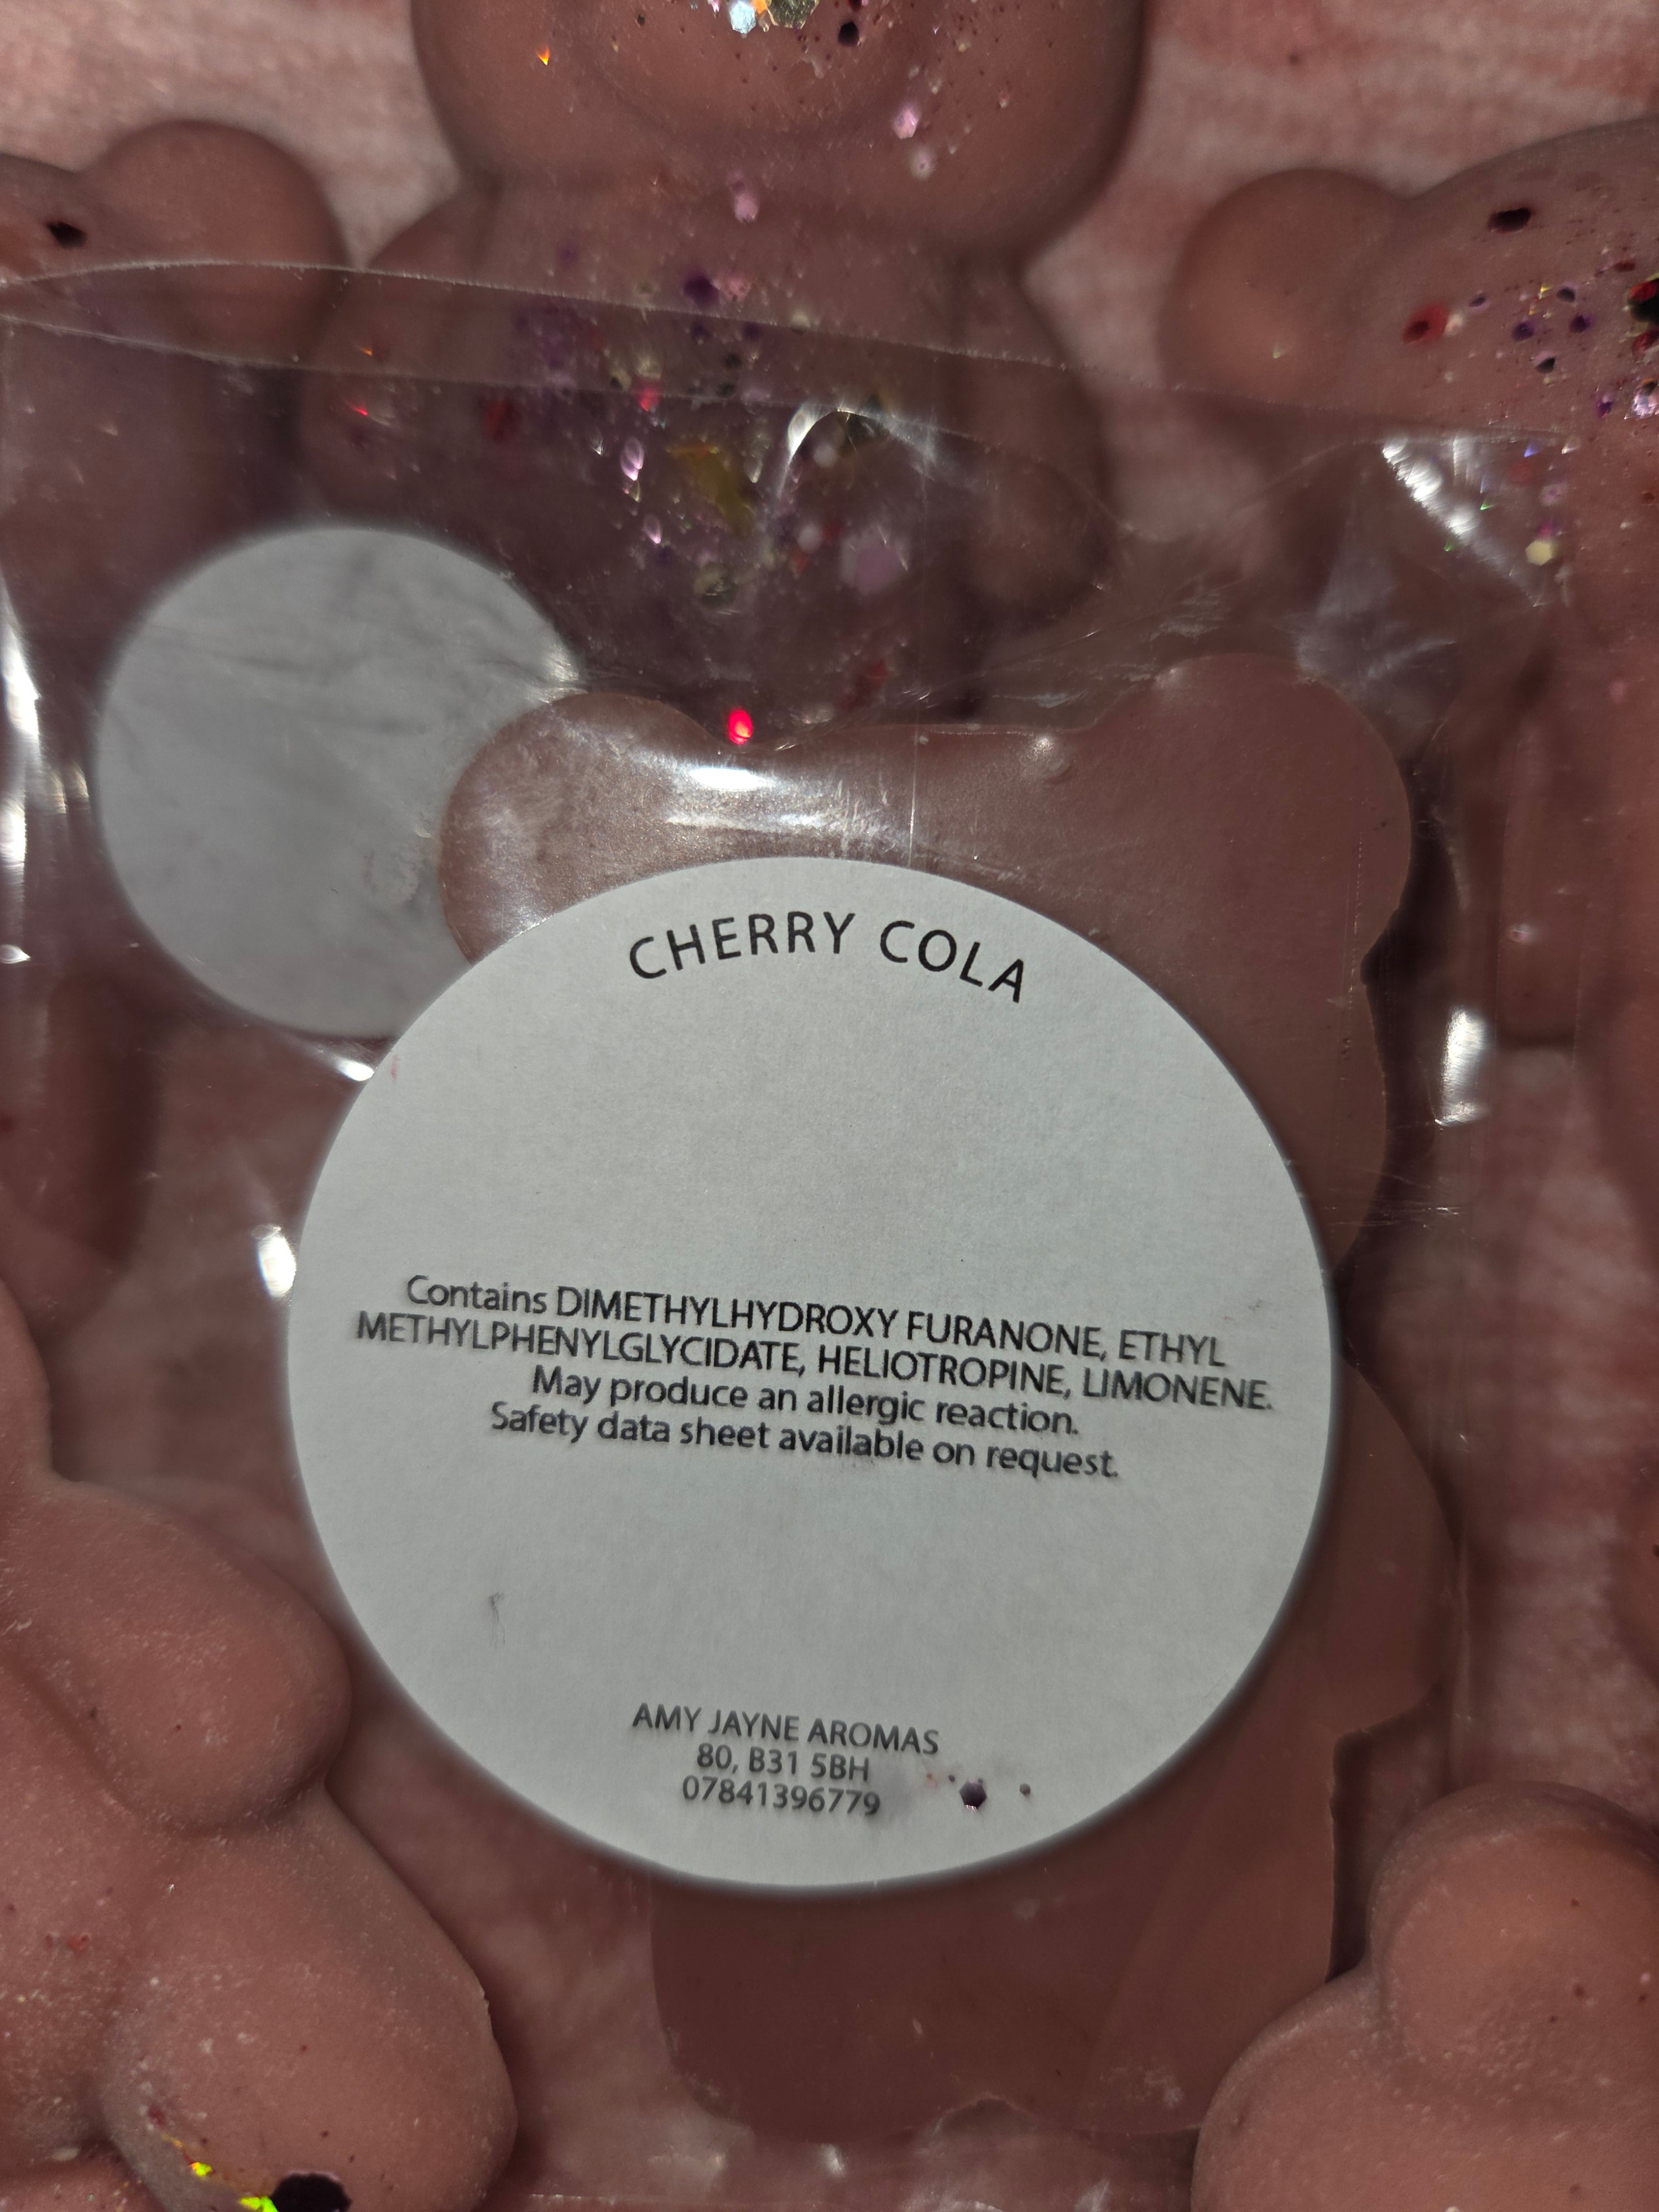 CHERRY COLA
Contains DIMETHYLHYDROXY FURANONE, ETHYL
METHYLPHENYLGLYCIDATE, HELIOTROPINE, LIMONENE.
May produce an allergic reaction.
Safety data sheet available on request.
AMY JAYNE AROMAS
80, B31 5BH
07841396779